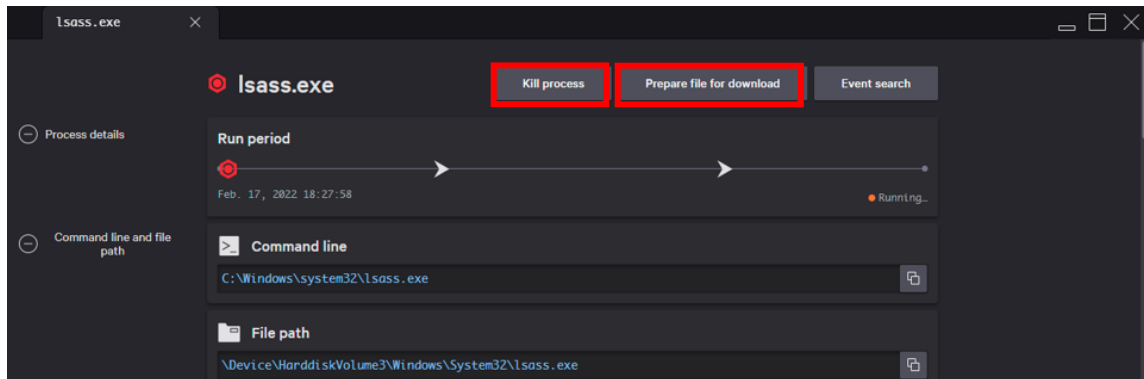 lsass.exe
lsass.exe
Kill process
Prepare file for download
Event search
Process details
Run period
Feb. 17, 2022 18:27:58
Running…
Command line and file
path
Command line
C:\Windows\system32\lsass.exe
File path
\Device\HarddiskVolume3\Windows\System32\lsass.exe